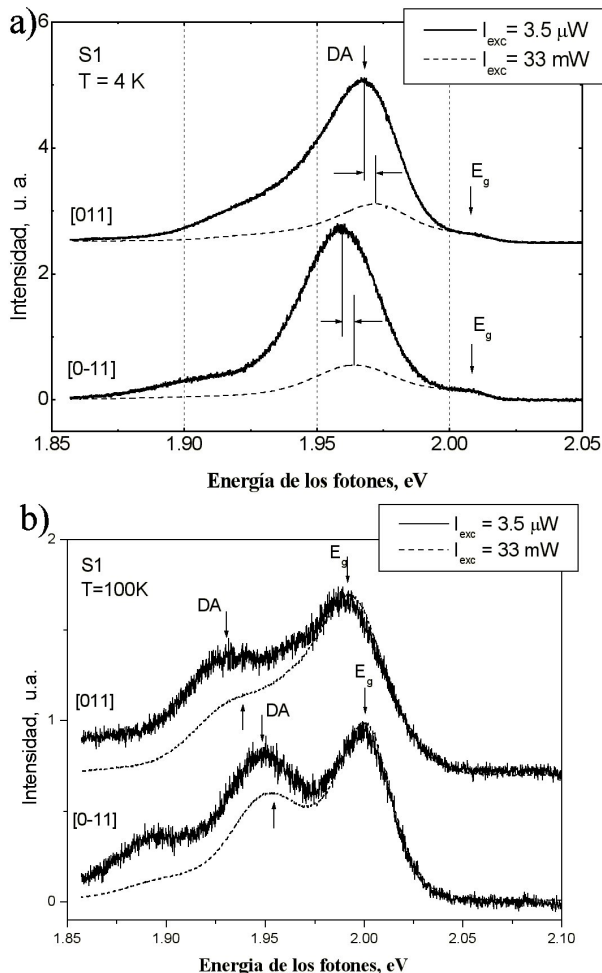 a)
S1
T = 4 K
DA
I_exc = 3.5 μW
I_exc = 33 mW
6
4
2
0
Intensidad, u. a.
[011]
E_g
[0-11]
E_g
1.85 1.90 1.95 2.00 2.05
Energía de los fotones, eV
b)
S1
T=100K
I_exc = 3.5 μW
I_exc = 33 mW
2
1
0
Intensidad, u.a.
E_g
DA
[011]
DA
E_g
[0-11]
1.85 1.90 1.95 2.00 2.05 2.10
Energia de los fotones, eV